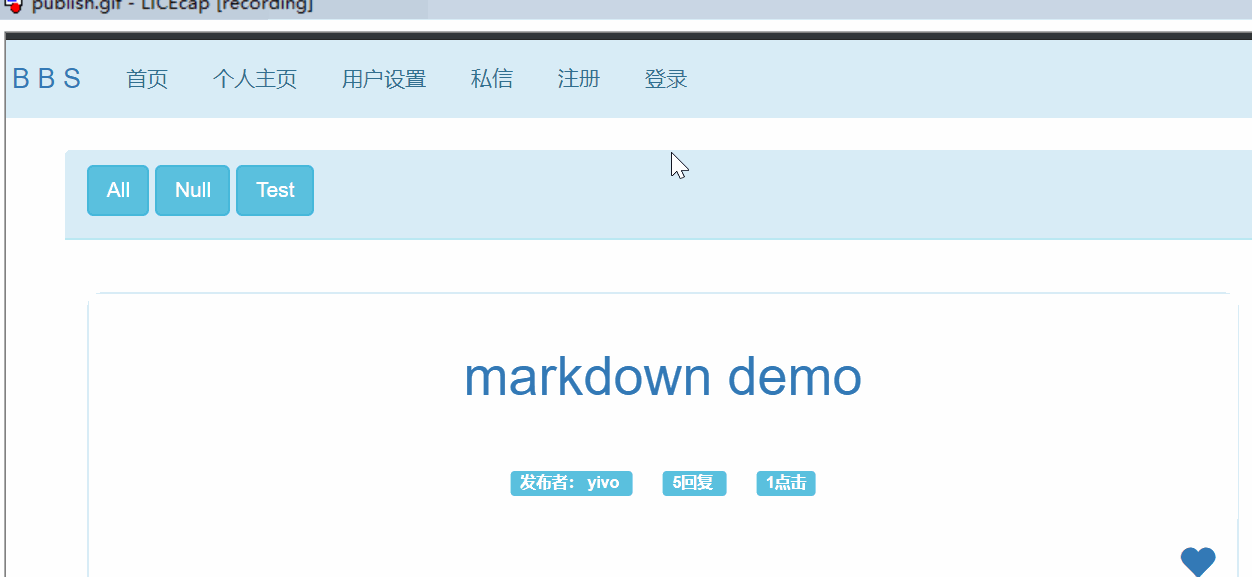 publish.gif - LICEcap [recording]
B B S 首页 个人主页 用户设置 私信 注册 登录
All Null Test
markdown demo
发布者： yivo 5回复 1点击